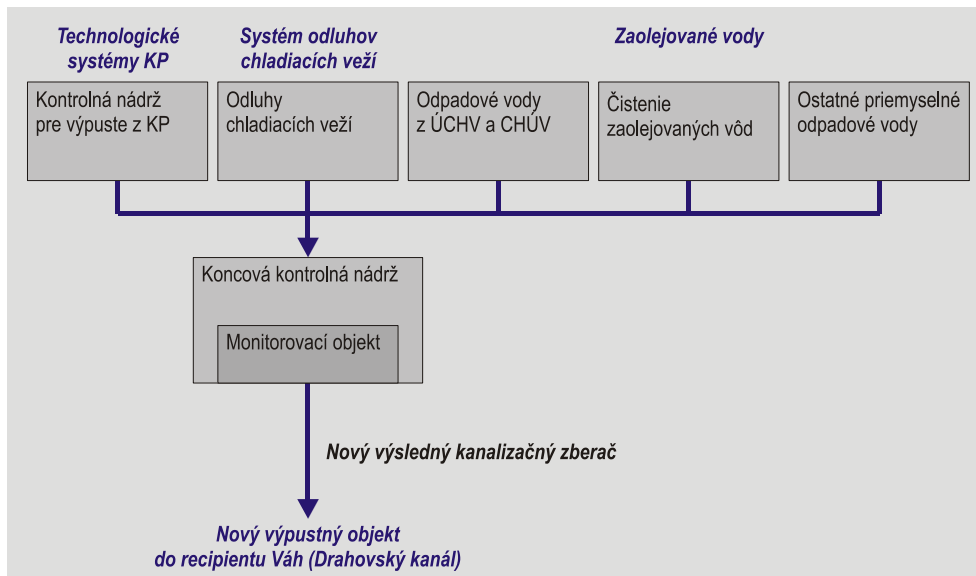 Technologické
systémy KP
Systém odluhov
chladiacích veží
Zaolejované vody
Kontrolná nádrž
pre výpuste z KP
Odluhy
chladiacích veží
Odpadové vody
z ÚCHV a CHÚV
Čistenie
zaolejovaných vôd
Ostatné priemyselné
odpadové vody
Koncová kontrolná nádrž
Monitorovací objekt
Nový výsledný kanalizačný zberač
Nový výpustný objekt
do recipientu Váh (Drahovský kanál)